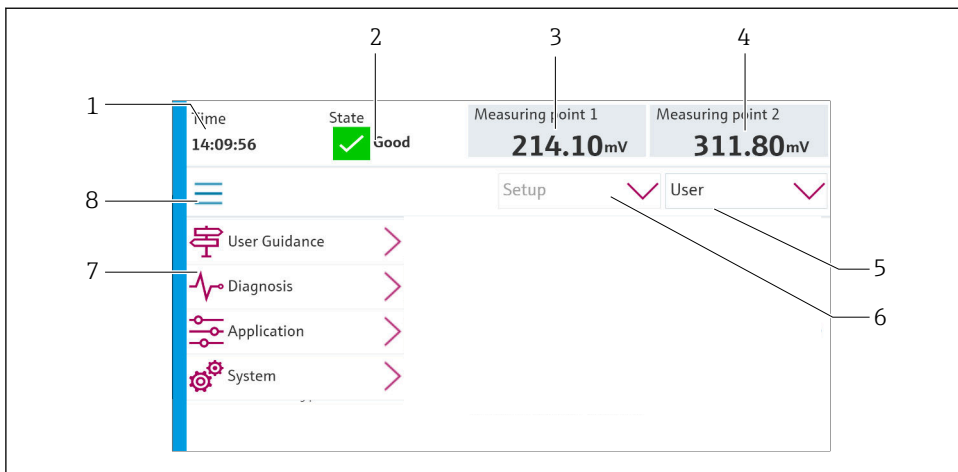 2 3 4
1
Time State Measuring point 1 Measuring point 2
14:09:56 Good 214.10mV 311.80mV
8 Setup User
User Guidance
7 Diagnosis 5
Application 6
System